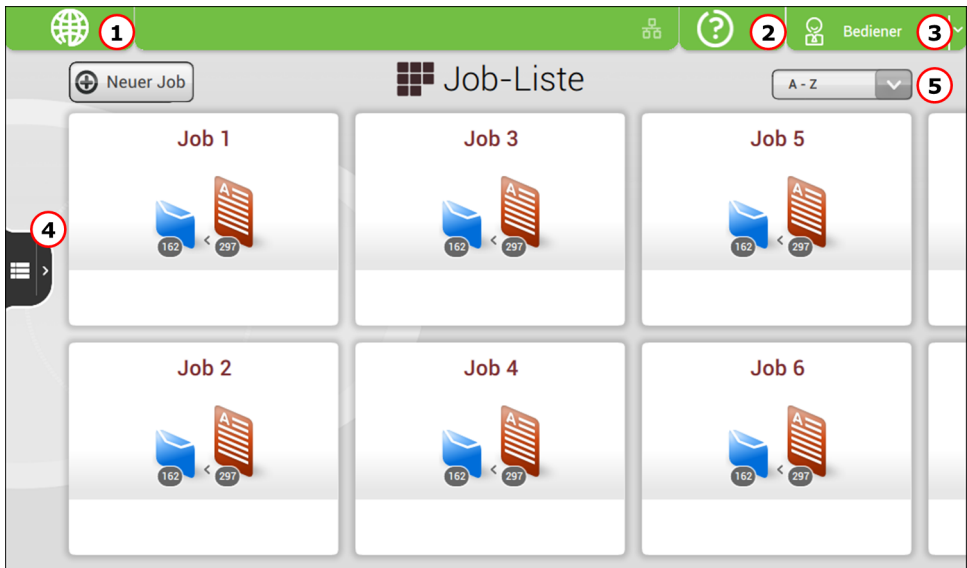 1
2
Bediener
3
Neuer Job
Job-Liste
A - Z
5
Job 1
Job 3
Job 5
A
A
A
162 < 297
162 < 297
162 < 297
4
Job 2
Job 4
Job 6
A
A
A
162 < 297
162 < 297
162 < 297